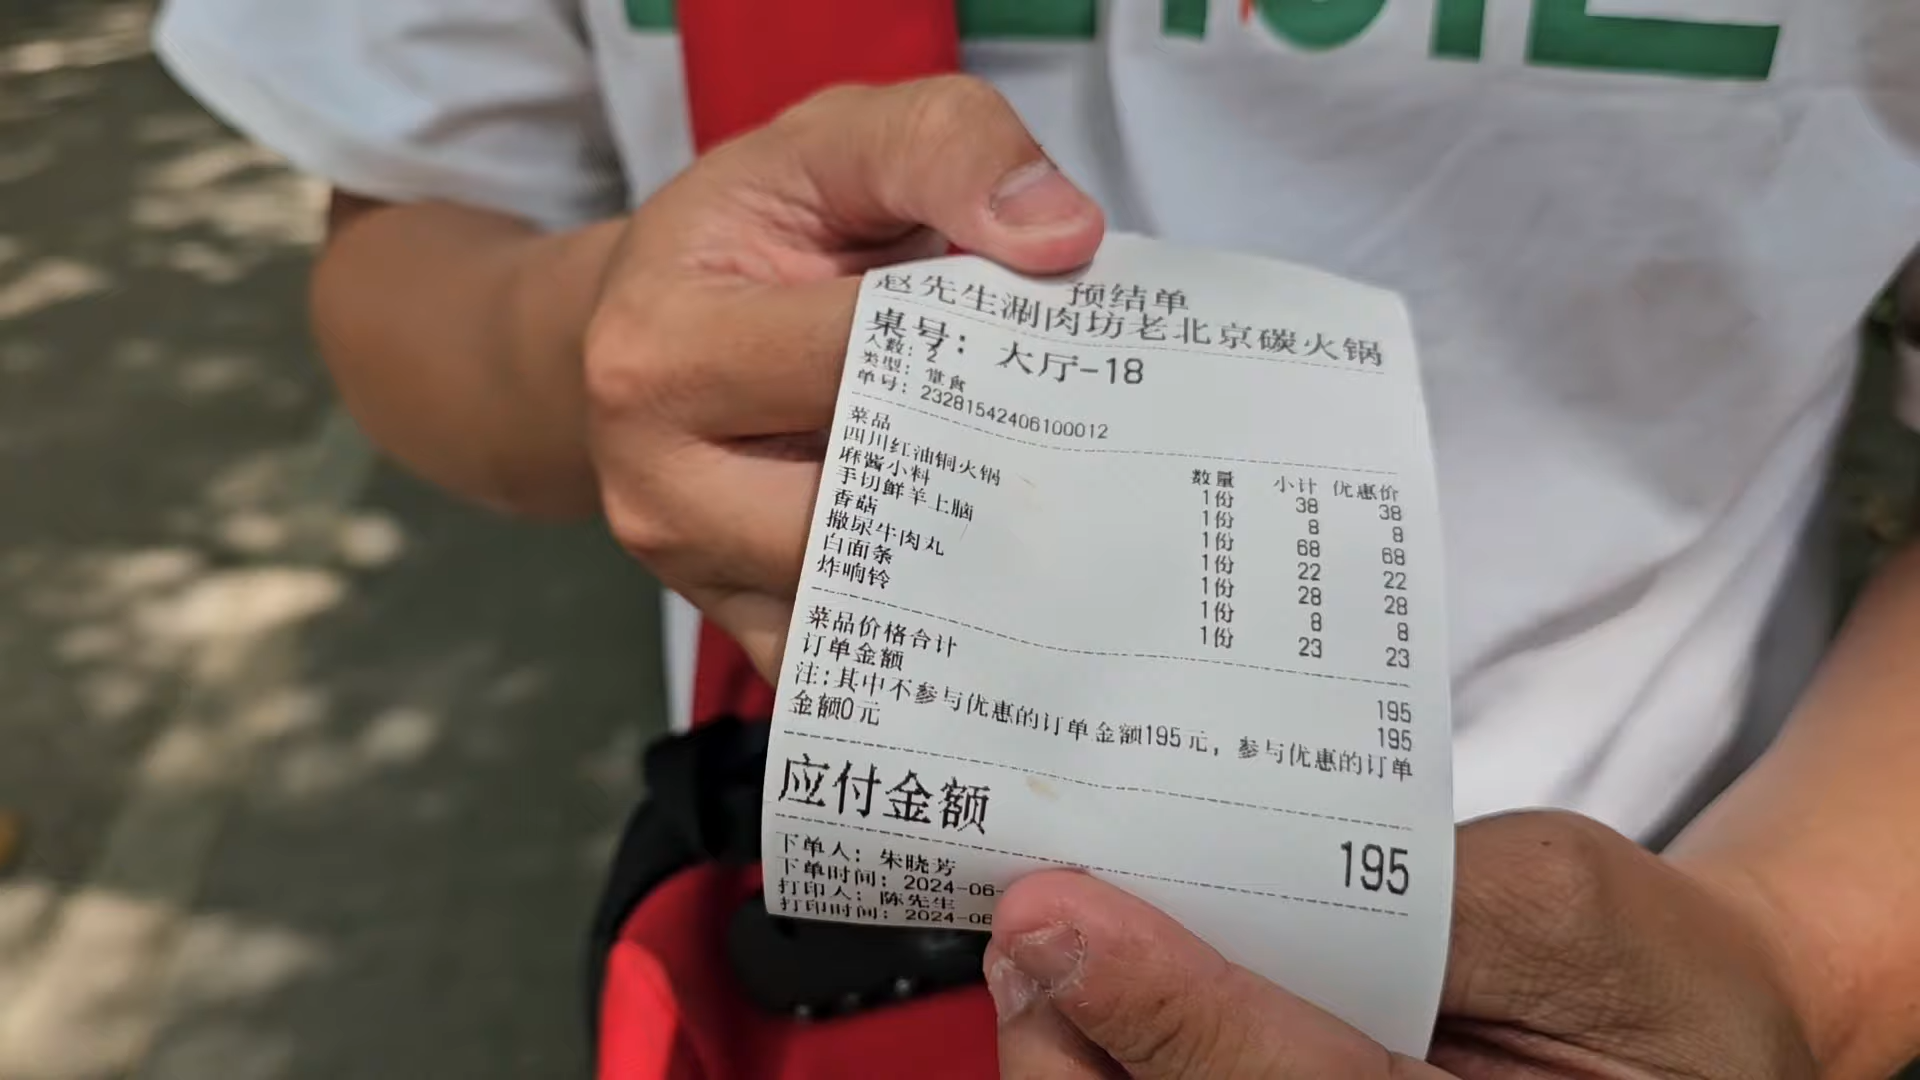 预结单
赵先生涮肉坊老北京碳火锅
桌号：大厅-18
人数：2
类型：堂食
单号：23281542406100012
菜品 数量 小计 优惠价
四川红油铜火锅 1份 38 38
麻酱小料 1份 8 8
手切鲜羊上脑 1份 68 68
香菇 1份 22 22
撒尿牛肉丸 1份 28 28
白面条 1份 8 8
炸响铃 1份 23 23
菜品价格合计 195
订单金额 195
注：其中不参与优惠的订单金额195元，参与优惠的订单
金额0元
应付金额 195
下单人：朱晓芳
下单时间：2024-06-
打印人：陈先生
打印时间：2024-06